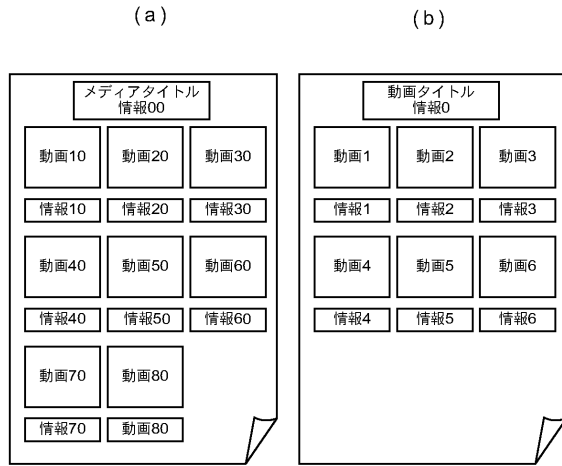 (a)
メディアタイトル
情報00
動画10 動画20 動画30
情報10 情報20 情報30
動画40 動画50 動画60
情報40 情報50 情報60
動画70 動画80
情報70 動画80
(b)
動画タイトル
情報0
動画1 動画2 動画3
情報1 情報2 情報3
動画4 動画5 動画6
情報4 情報5 情報6